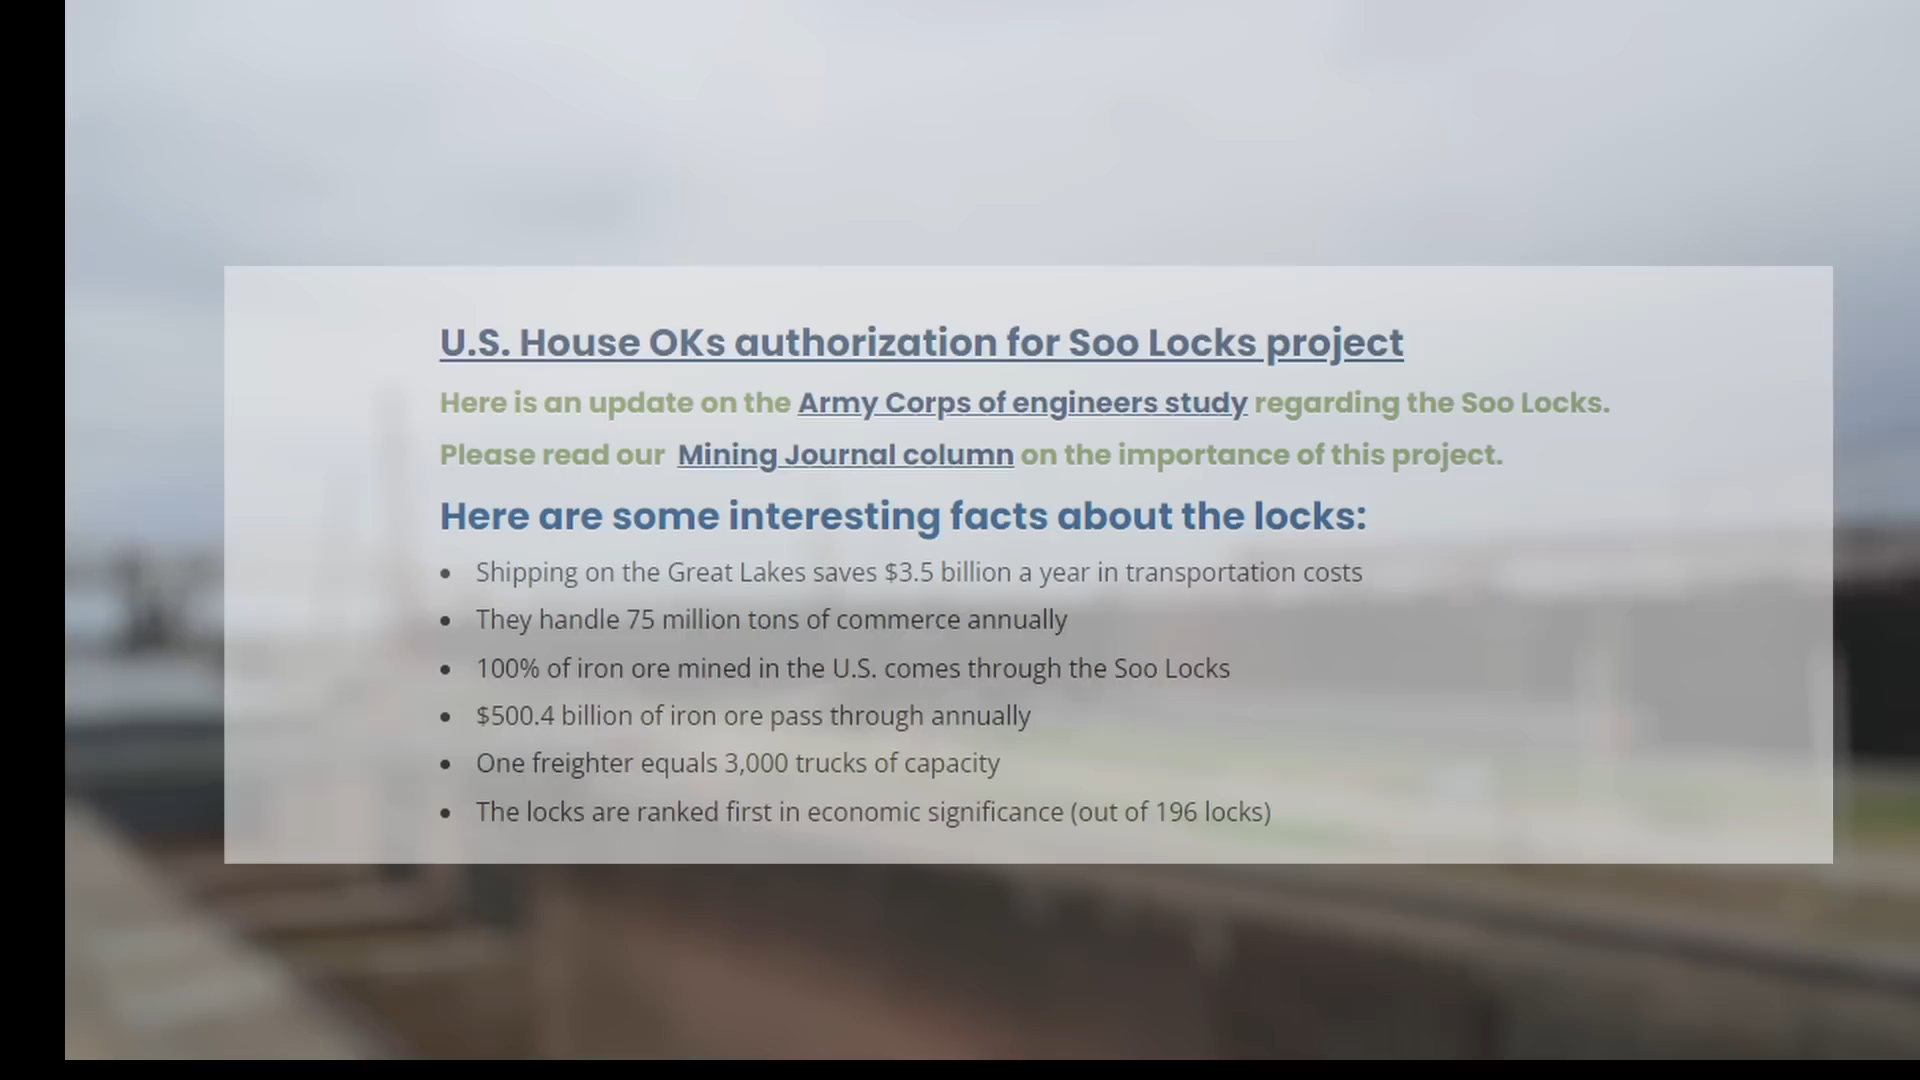 U.S. House OKs authorization for Soo Locks project
Here is an update on the Army Corps of engineers study regarding the Soo Locks.
Please read our Mining Journal column on the importance of this project.
Here are some interesting facts about the locks:
• Shipping on the Great Lakes saves $3.5 billion a year in transportation costs
• They handle 75 million tons of commerce annually
• 100% of iron ore mined in the U.S. comes through the Soo Locks
• $500.4 billion of iron ore pass through annually
• One freighter equals 3,000 trucks of capacity
• The locks are ranked first in economic significance (out of 196 locks)